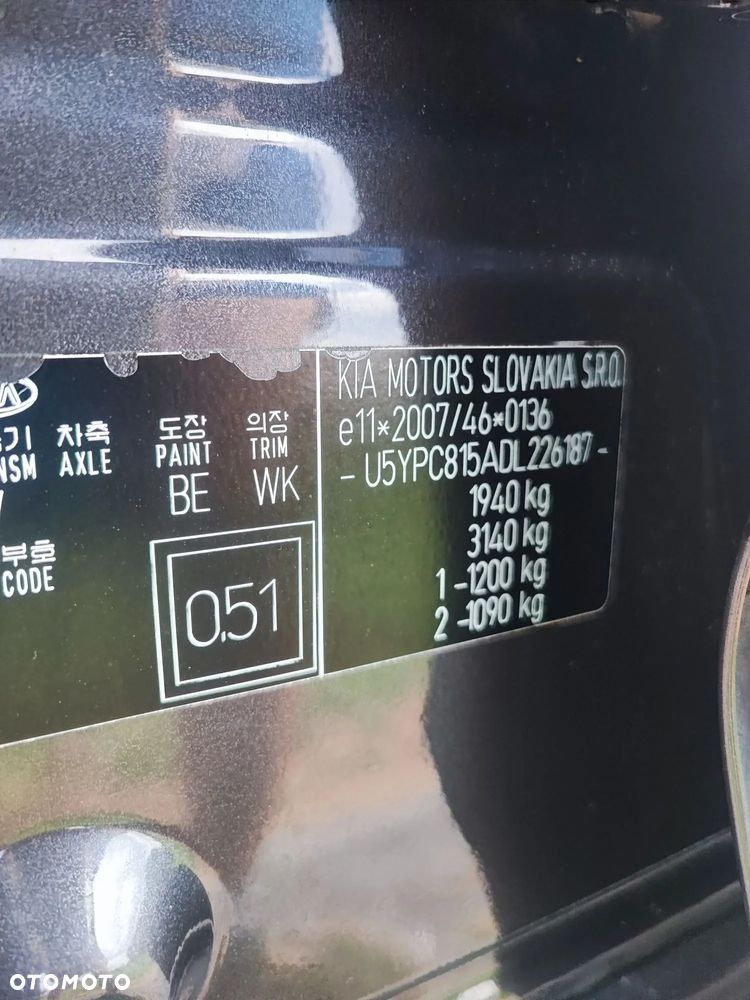 차축 도장 의장
AXLE PAINT TRIM
BE WK
부호
CODE
0.51
KIA MOTORS SLOVAKIA S.R.O.
e11*2007/46*0136
- U5YPC815ADL226187 -
1940 kg
3140 kg
1 -1200 kg
2 -1090 kg
OTOMOTO